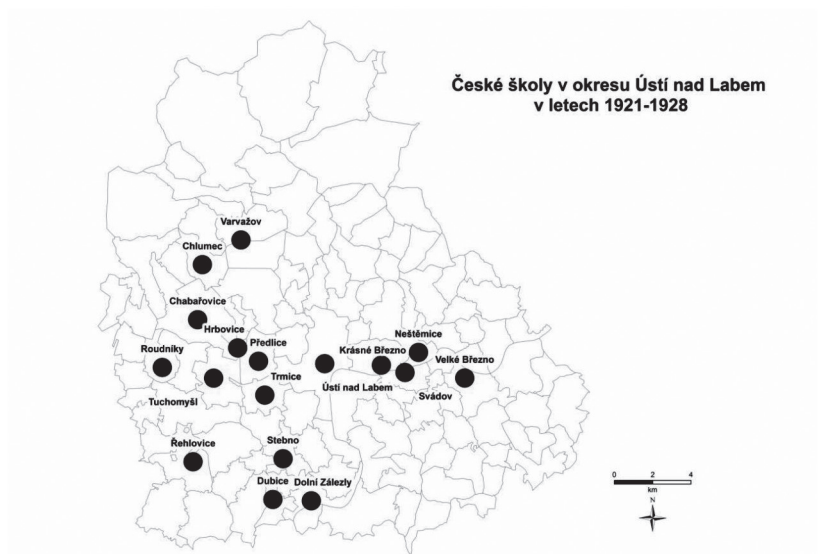 České školy v okresu Ústí nad Labem
v letech 1921-1928
Varvažov
Chlumec
Chabařovice
Hrbovice
Předlice
Roudníky
Neštěmice
Krásné Březno
Velké Březno
Trmice
Ústí nad Labem
Svádov
Tuchomyšl
Řehlovice
Stebno
Dubice
Dolní Zálezly
0 2 4
km
N